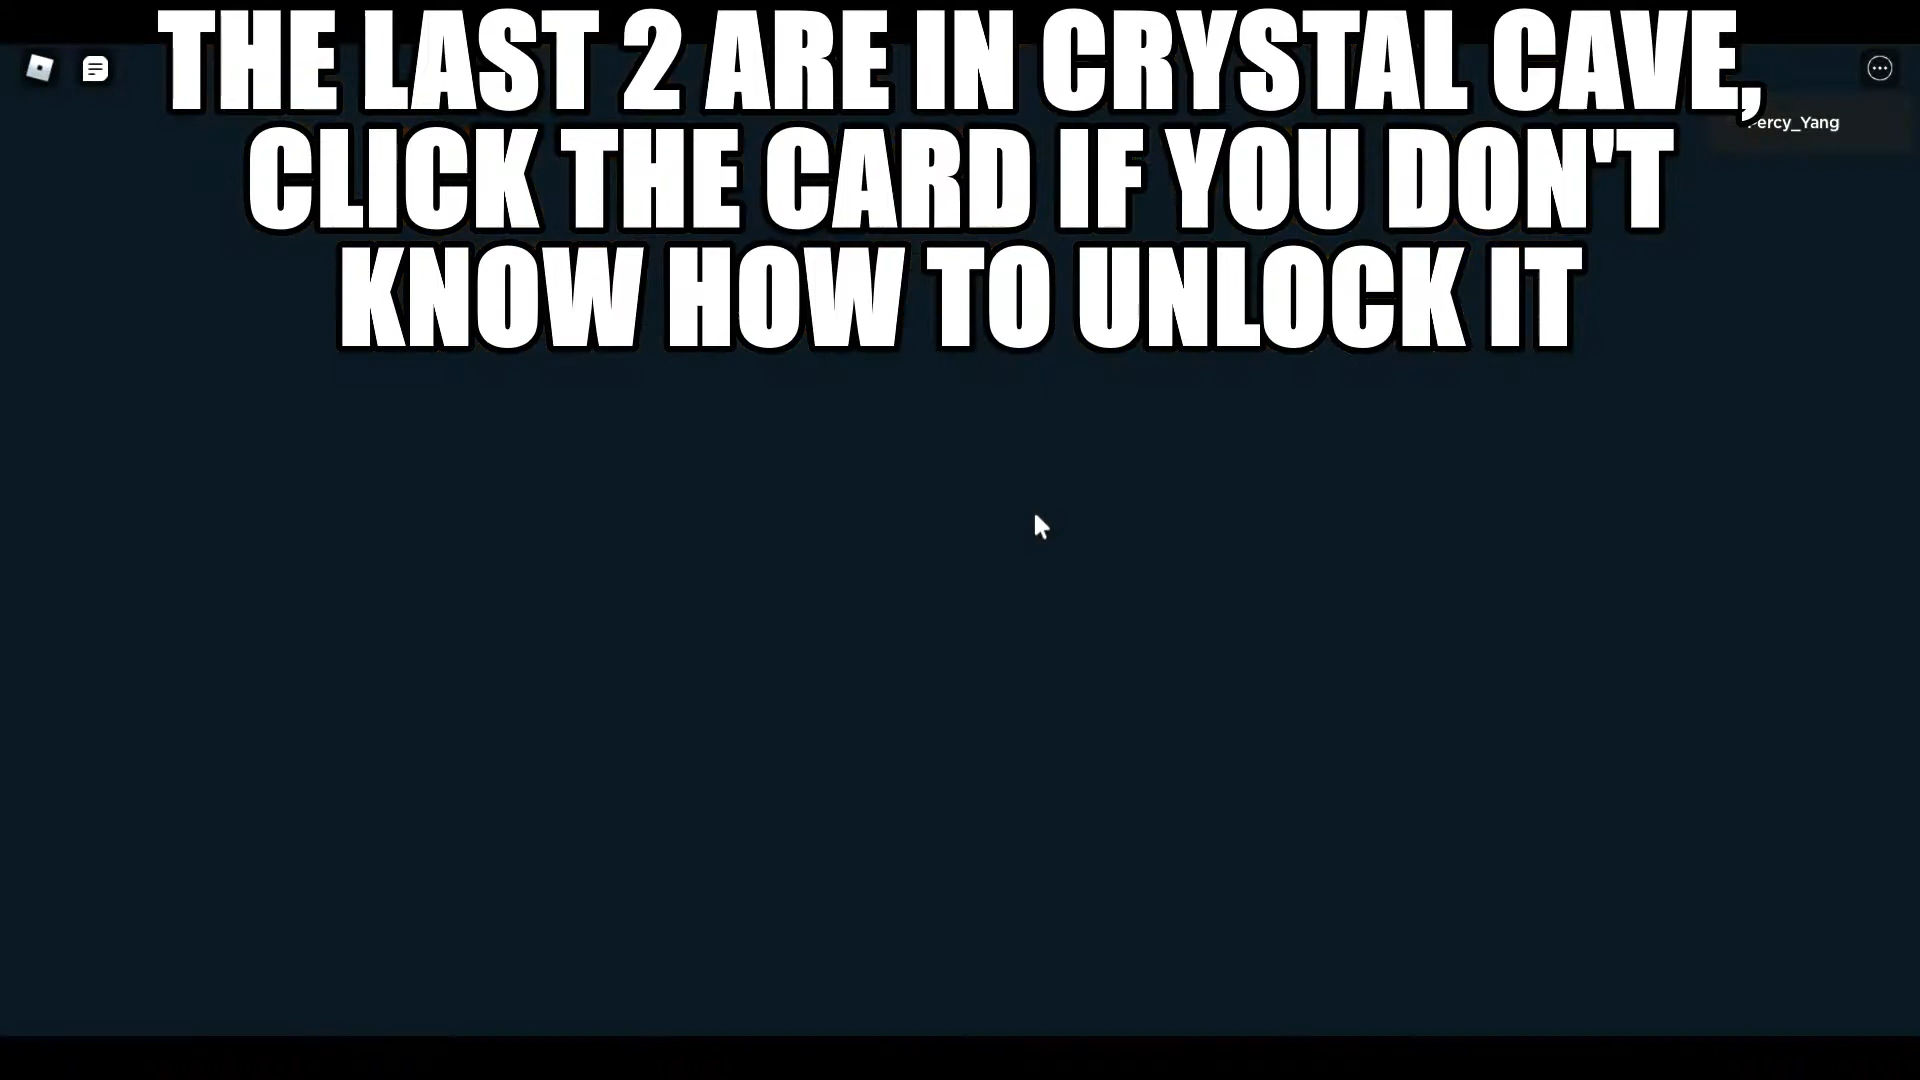 THE LAST 2 ARE IN CRYSTAL CAVE,
CLICK THE CARD IF YOU DON'T
KNOW HOW TO UNLOCK IT
ercy_Yang